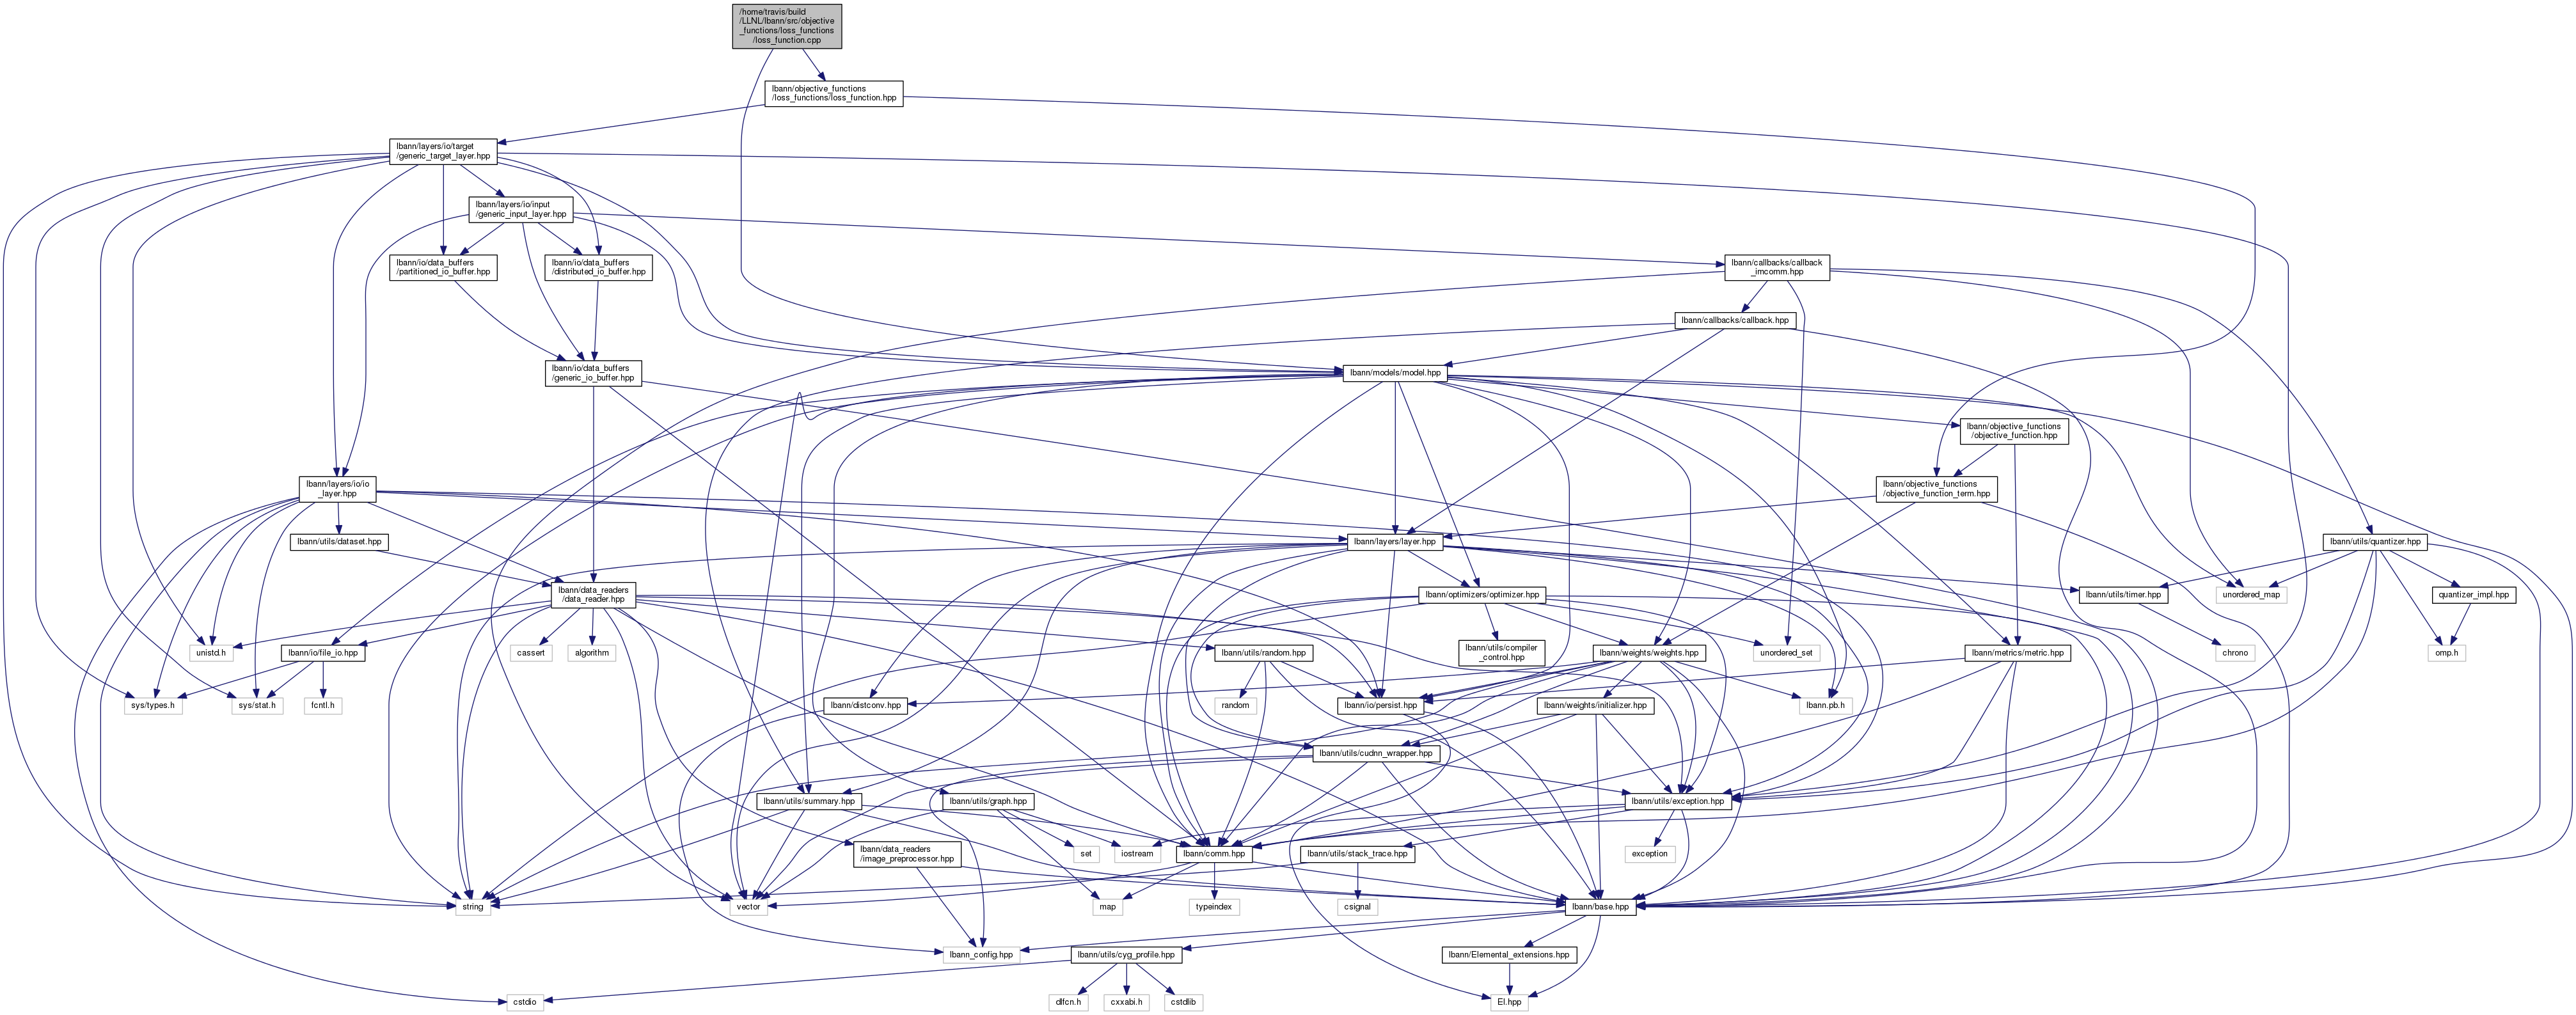 /home/travis/build
/LLNL/lbann/src/objective
_functions/loss_functions
/loss_function.cpp
lbann/objective_functions
/loss_functions/loss_function.hpp
lbann/layers/io/target
/generic_target_layer.hpp
lbann/layers/io/input
/generic_input_layer.hpp
lbann/io/data_buffers
/partitioned_io_buffer.hpp
lbann/io/data_buffers
/distributed_io_buffer.hpp
lbann/callbacks/callback
_imcomm.hpp
lbann/callbacks/callback.hpp
lbann/io/data_buffers
/generic_io_buffer.hpp
lbann/models/model.hpp
lbann/objective_functions
/objective_function.hpp
lbann/layers/io/io
_layer.hpp
lbann/objective_functions
/objective_function_term.hpp
lbann/utils/dataset.hpp
lbann/layers/layer.hpp
lbann/utils/quantizer.hpp
lbann/data_readers
/data_reader.hpp
lbann/optimizers/optimizer.hpp
lbann/utils/timer.hpp
unordered_map
quantizer_impl.hpp
unistd.h
lbann/io/file_io.hpp
cassert
algorithm
lbann/utils/random.hpp
lbann/utils/compiler
_control.hpp
lbann/weights/weights.hpp
unordered_set
lbann/metrics/metric.hpp
chrono
omp.h
sys/types.h
sys/stat.h
fcntl.h
lbann/distconv.hpp
random
lbann/io/persist.hpp
lbann/weights/initializer.hpp
lbann.pb.h
lbann/utils/cudnn_wrapper.hpp
lbann/utils/summary.hpp
lbann/utils/graph.hpp
lbann/utils/exception.hpp
lbann/data_readers
/image_preprocessor.hpp
set
iostream
lbann/comm.hpp
lbann/utils/stack_trace.hpp
exception
string
vector
map
typeindex
csignal
lbann/base.hpp
lbann_config.hpp
lbann/utils/cyg_profile.hpp
lbann/Elemental_extensions.hpp
cstdio
dlfcn.h
cxxabi.h
cstdlib
El.hpp